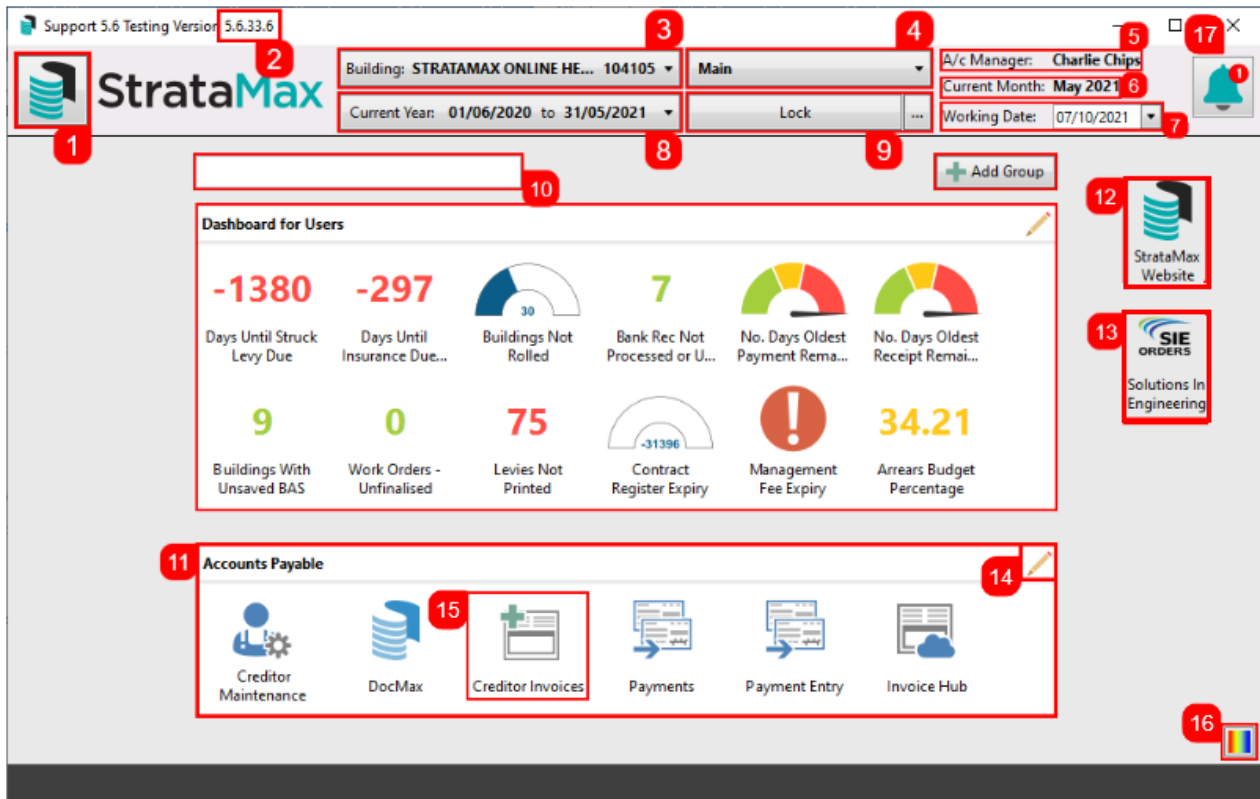 Support 5.6 Testing Version 5.6.33.6
2
3
4
5
17
1
StrataMax
Building: STRATAMAX ONLINE HE... 104105
Main
A/c Manager: Charlie Chips
Current Month: May 2021
6
1
Current Year: 01/06/2020 to 31/05/2021
Lock
...
Working Date: 07/10/2021
7
8
9
10
Add Group
12
StrataMax
Website
Dashboard for Users
-1380
Days Until Struck
Levy Due
-297
Days Until
Insurance Due...
30
Buildings Not
Rolled
7
Bank Rec Not
Processed or U...
No. Days Oldest
Payment Rema...
No. Days Oldest
Receipt Remai...
13
SIE
ORDERS
Solutions In
Engineering
9
Buildings With
Unsaved BAS
0
Work Orders -
Unfinalised
75
Levies Not
Printed
-31396
Contract
Register Expiry
!
Management
Fee Expiry
34.21
Arrears Budget
Percentage
11
Accounts Payable
14
Creditor
Maintenance
DocMax
15
Creditor Invoices
Payments
Payment Entry
Invoice Hub
16